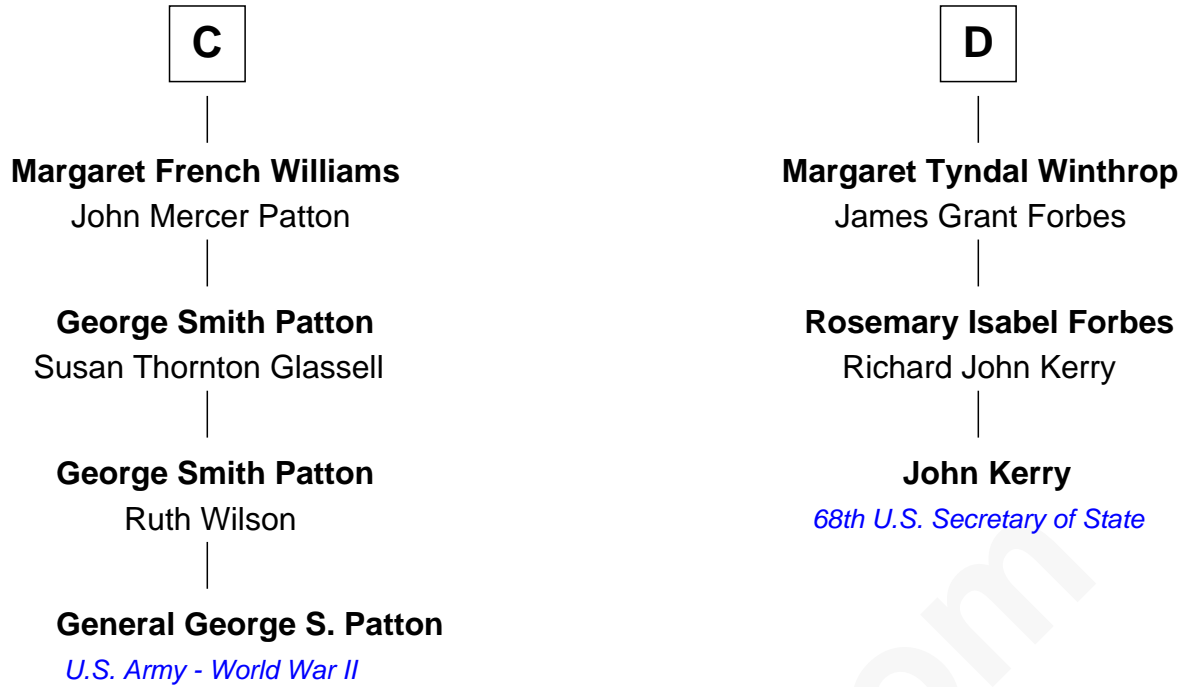 C
Margaret French Williams
John Mercer Patton
George Smith Patton
Susan Thornton Glassell
George Smith Patton
Ruth Wilson
General George S. Patton
U.S. Army - World War II
D
Margaret Tyndal Winthrop
James Grant Forbes
Rosemary Isabel Forbes
Richard John Kerry
John Kerry
68th U.S. Secretary of State
om